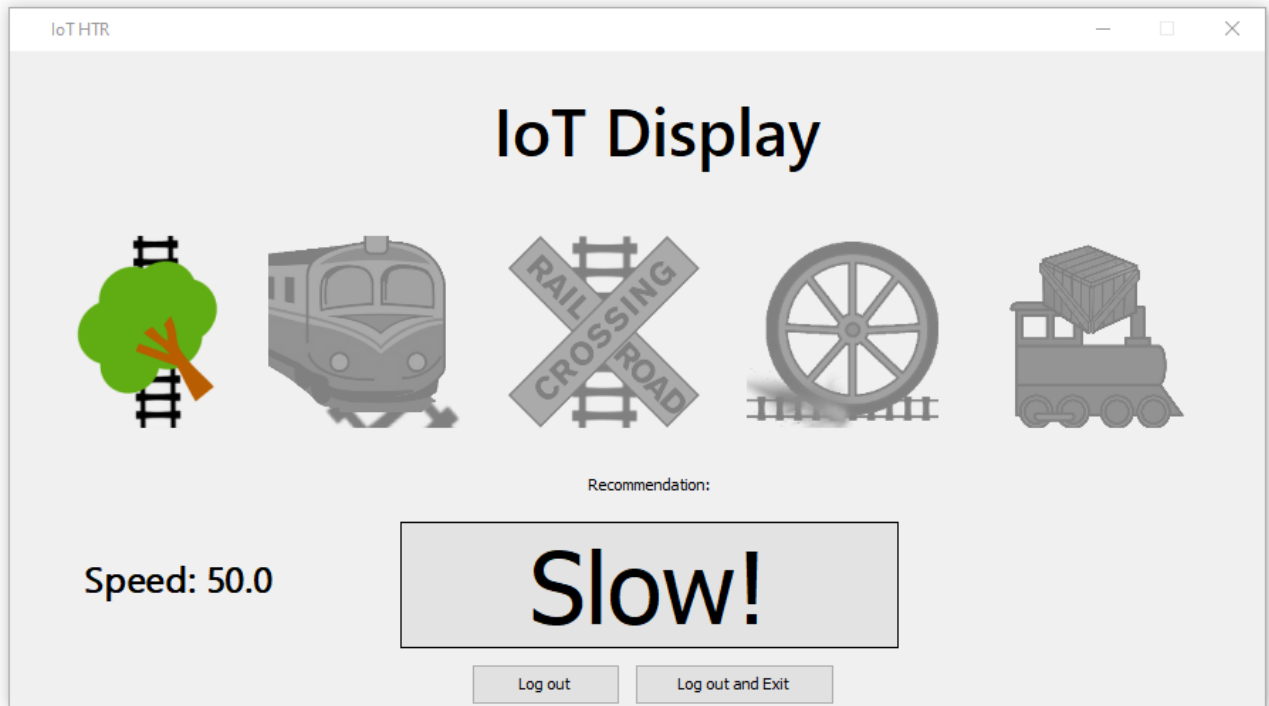 IoT HTR
IoT Display
RAIL
CROSSING
ROAD
Recommendation:
Speed: 50.0
Slow!
Log out
Log out and Exit